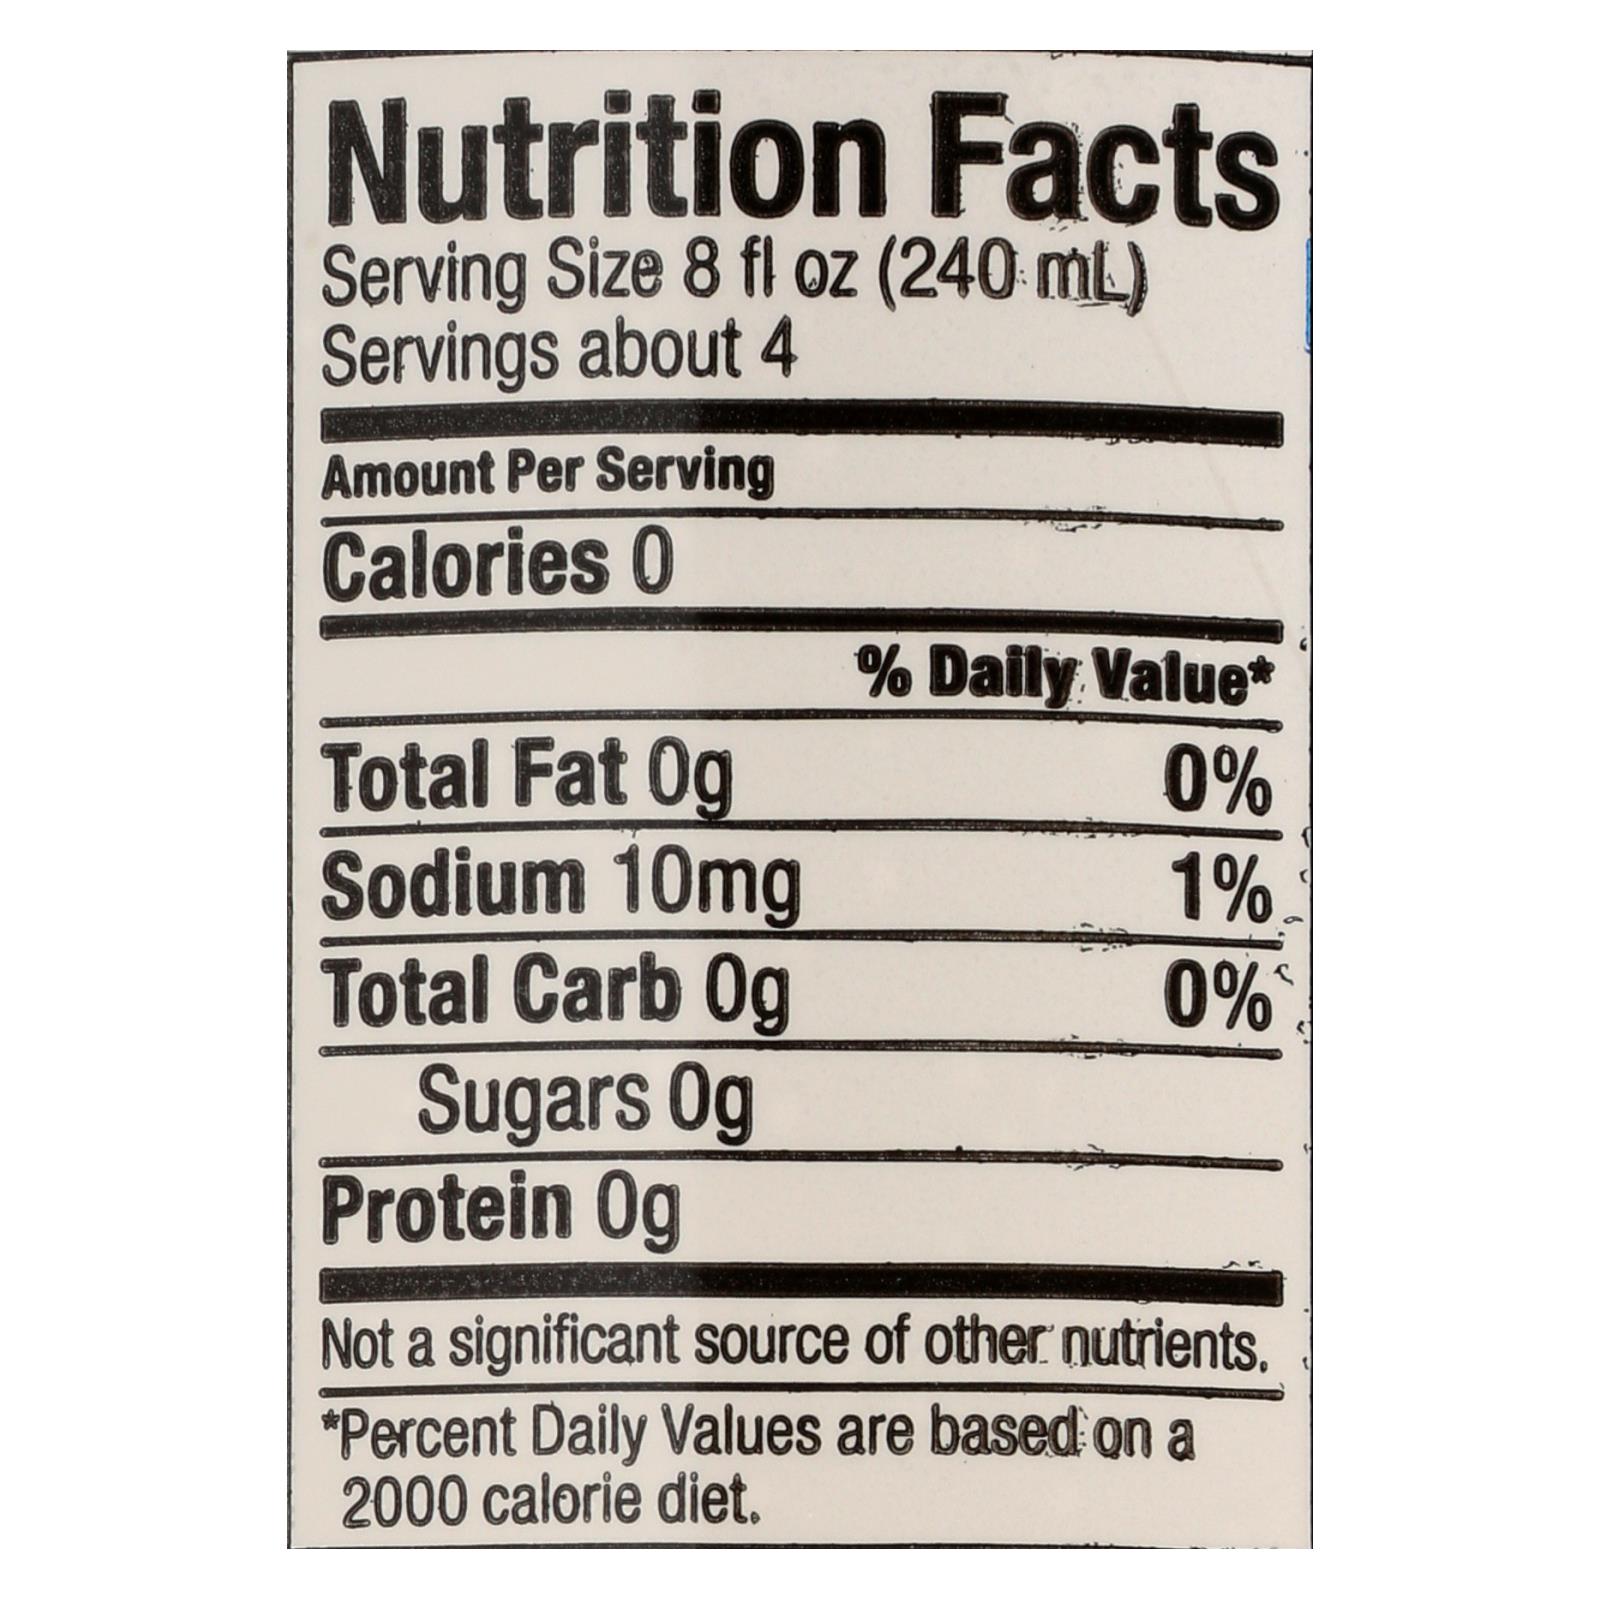 Nutrition Facts
Serving Size 8 fl oz (240 mL)
Servings about 4
Amount Per Serving
Calories 0
% Daily Value*
Total Fat 0g 0%
Sodium 10mg 1%
Total Carb 0g 0%
Sugars 0g
Protein 0g
Not a significant source of other nutrients.
*Percent Daily Values are based on a
2000 calorie diet.